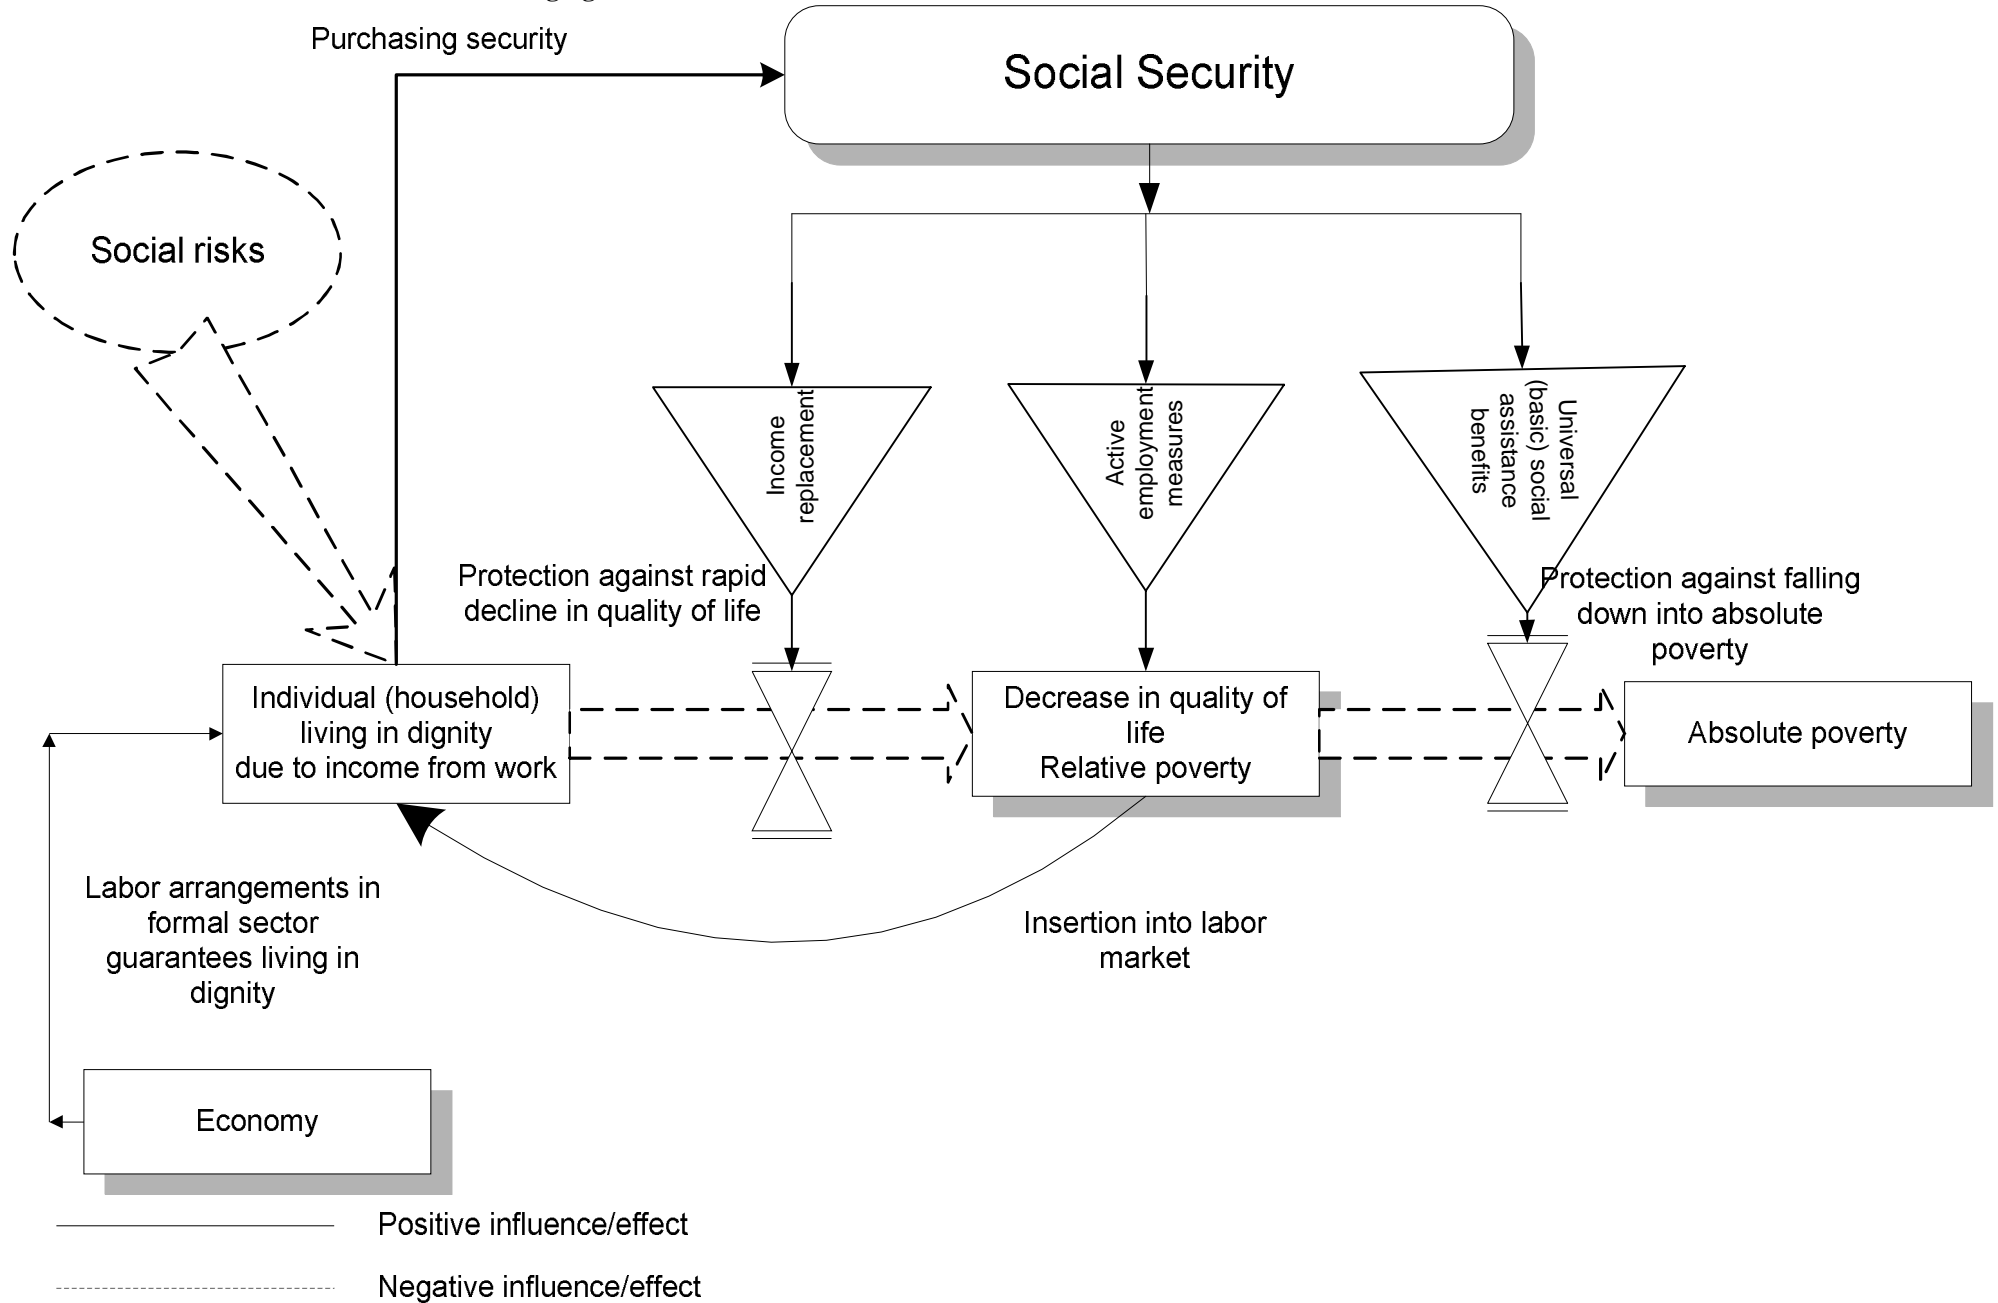 Purchasing security
Social Security
Social risks
Income
replacement
Active
employment
measures
Universal
(basic) social
assistance
benefits
Protection against rapid
decline in quality of life
Protection against falling
down into absolute
poverty
Individual (household)
living in dignity
due to income from work
Decrease in quality of
life
Relative poverty
Absolute poverty
Labor arrangements in
formal sector
guarantees living in
dignity
Insertion into labor
market
Economy
Positive influence/effect
Negative influence/effect